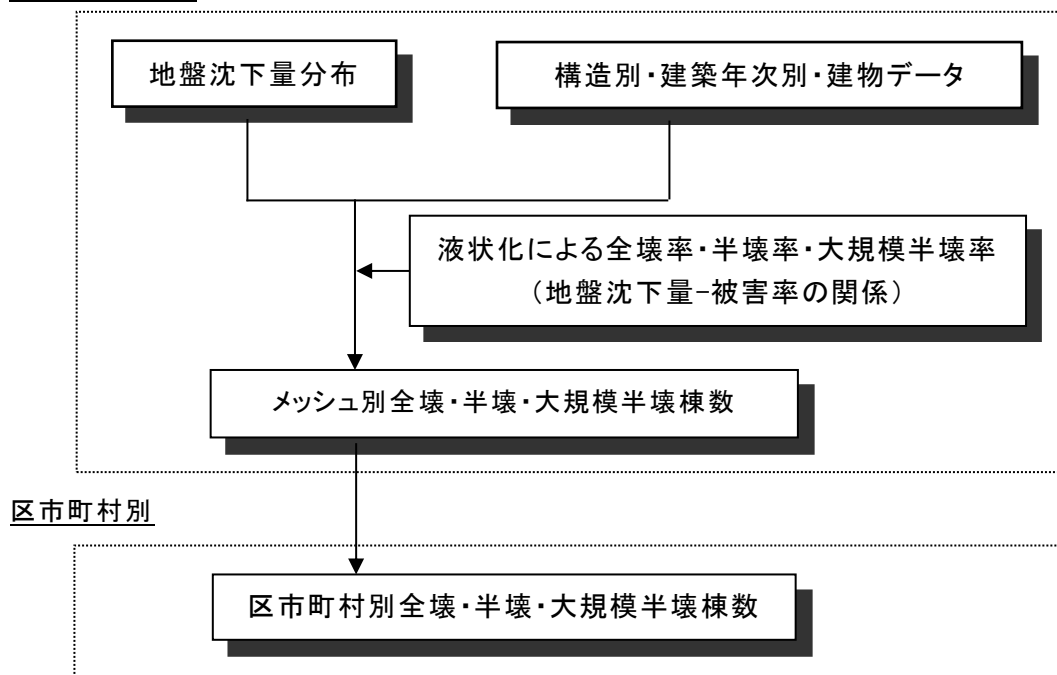 地盤沈下量分布
構造別・建築年次別・建物データ
液状化による全壊率・半壊率・大規模半壊率
(地盤沈下量-被害率の関係)
メッシュ別全壊・半壊・大規模半壊棟数
区市町村別
区市町村別全壊・半壊・大規模半壊棟数